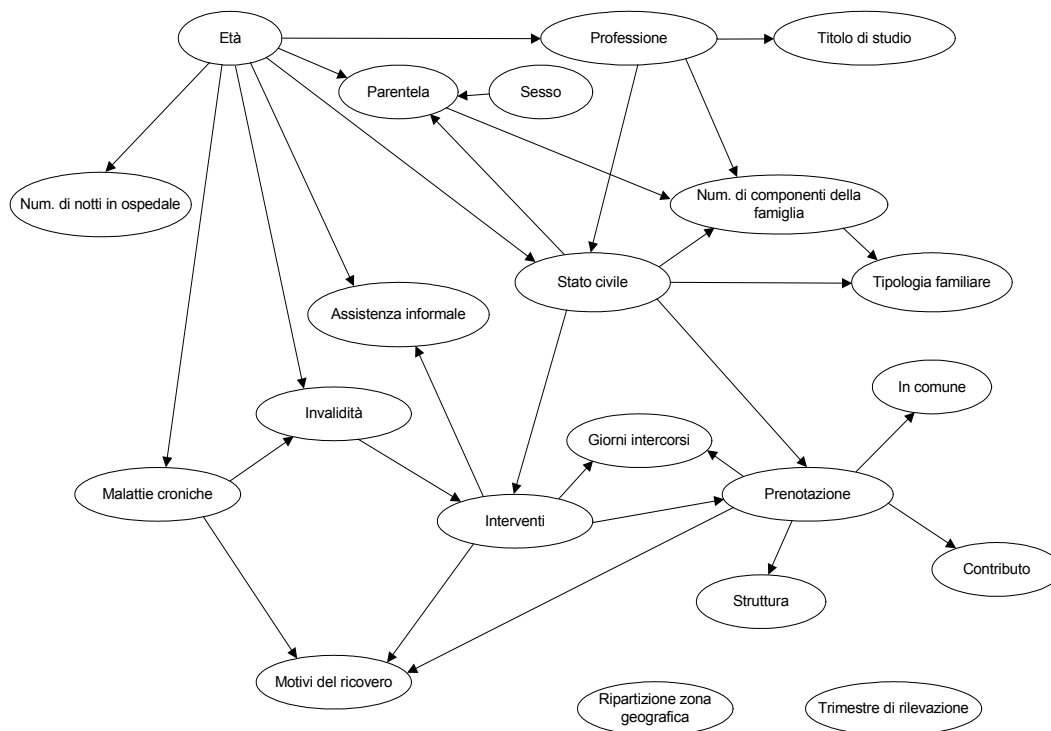 Età
Professione
Titolo di studio
Parentela
Sesso
Num. di notti in ospedale
Num. di componenti della
famiglia
Stato civile
Tipologia familiare
Assistenza informale
In comune
Invalidità
Giorni intercorsi
Malattie croniche
Prenotazione
Interventi
Contributo
Struttura
Motivi del ricovero
Ripartizione zona
geografica
Trimestre di rilevazione